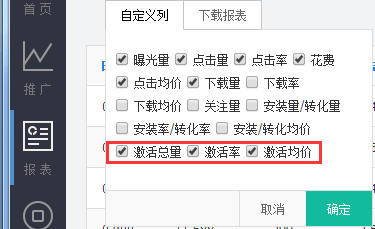 首页
自定义列 下载报表
曝光量 点击量 点击率 花费
推广
点击均价 下载量 下载率
下载均价 关注量 安装量/转化量
安装率/转化率 安装/转化均价
报表
激活总量 激活率 激活均价
取消 确定